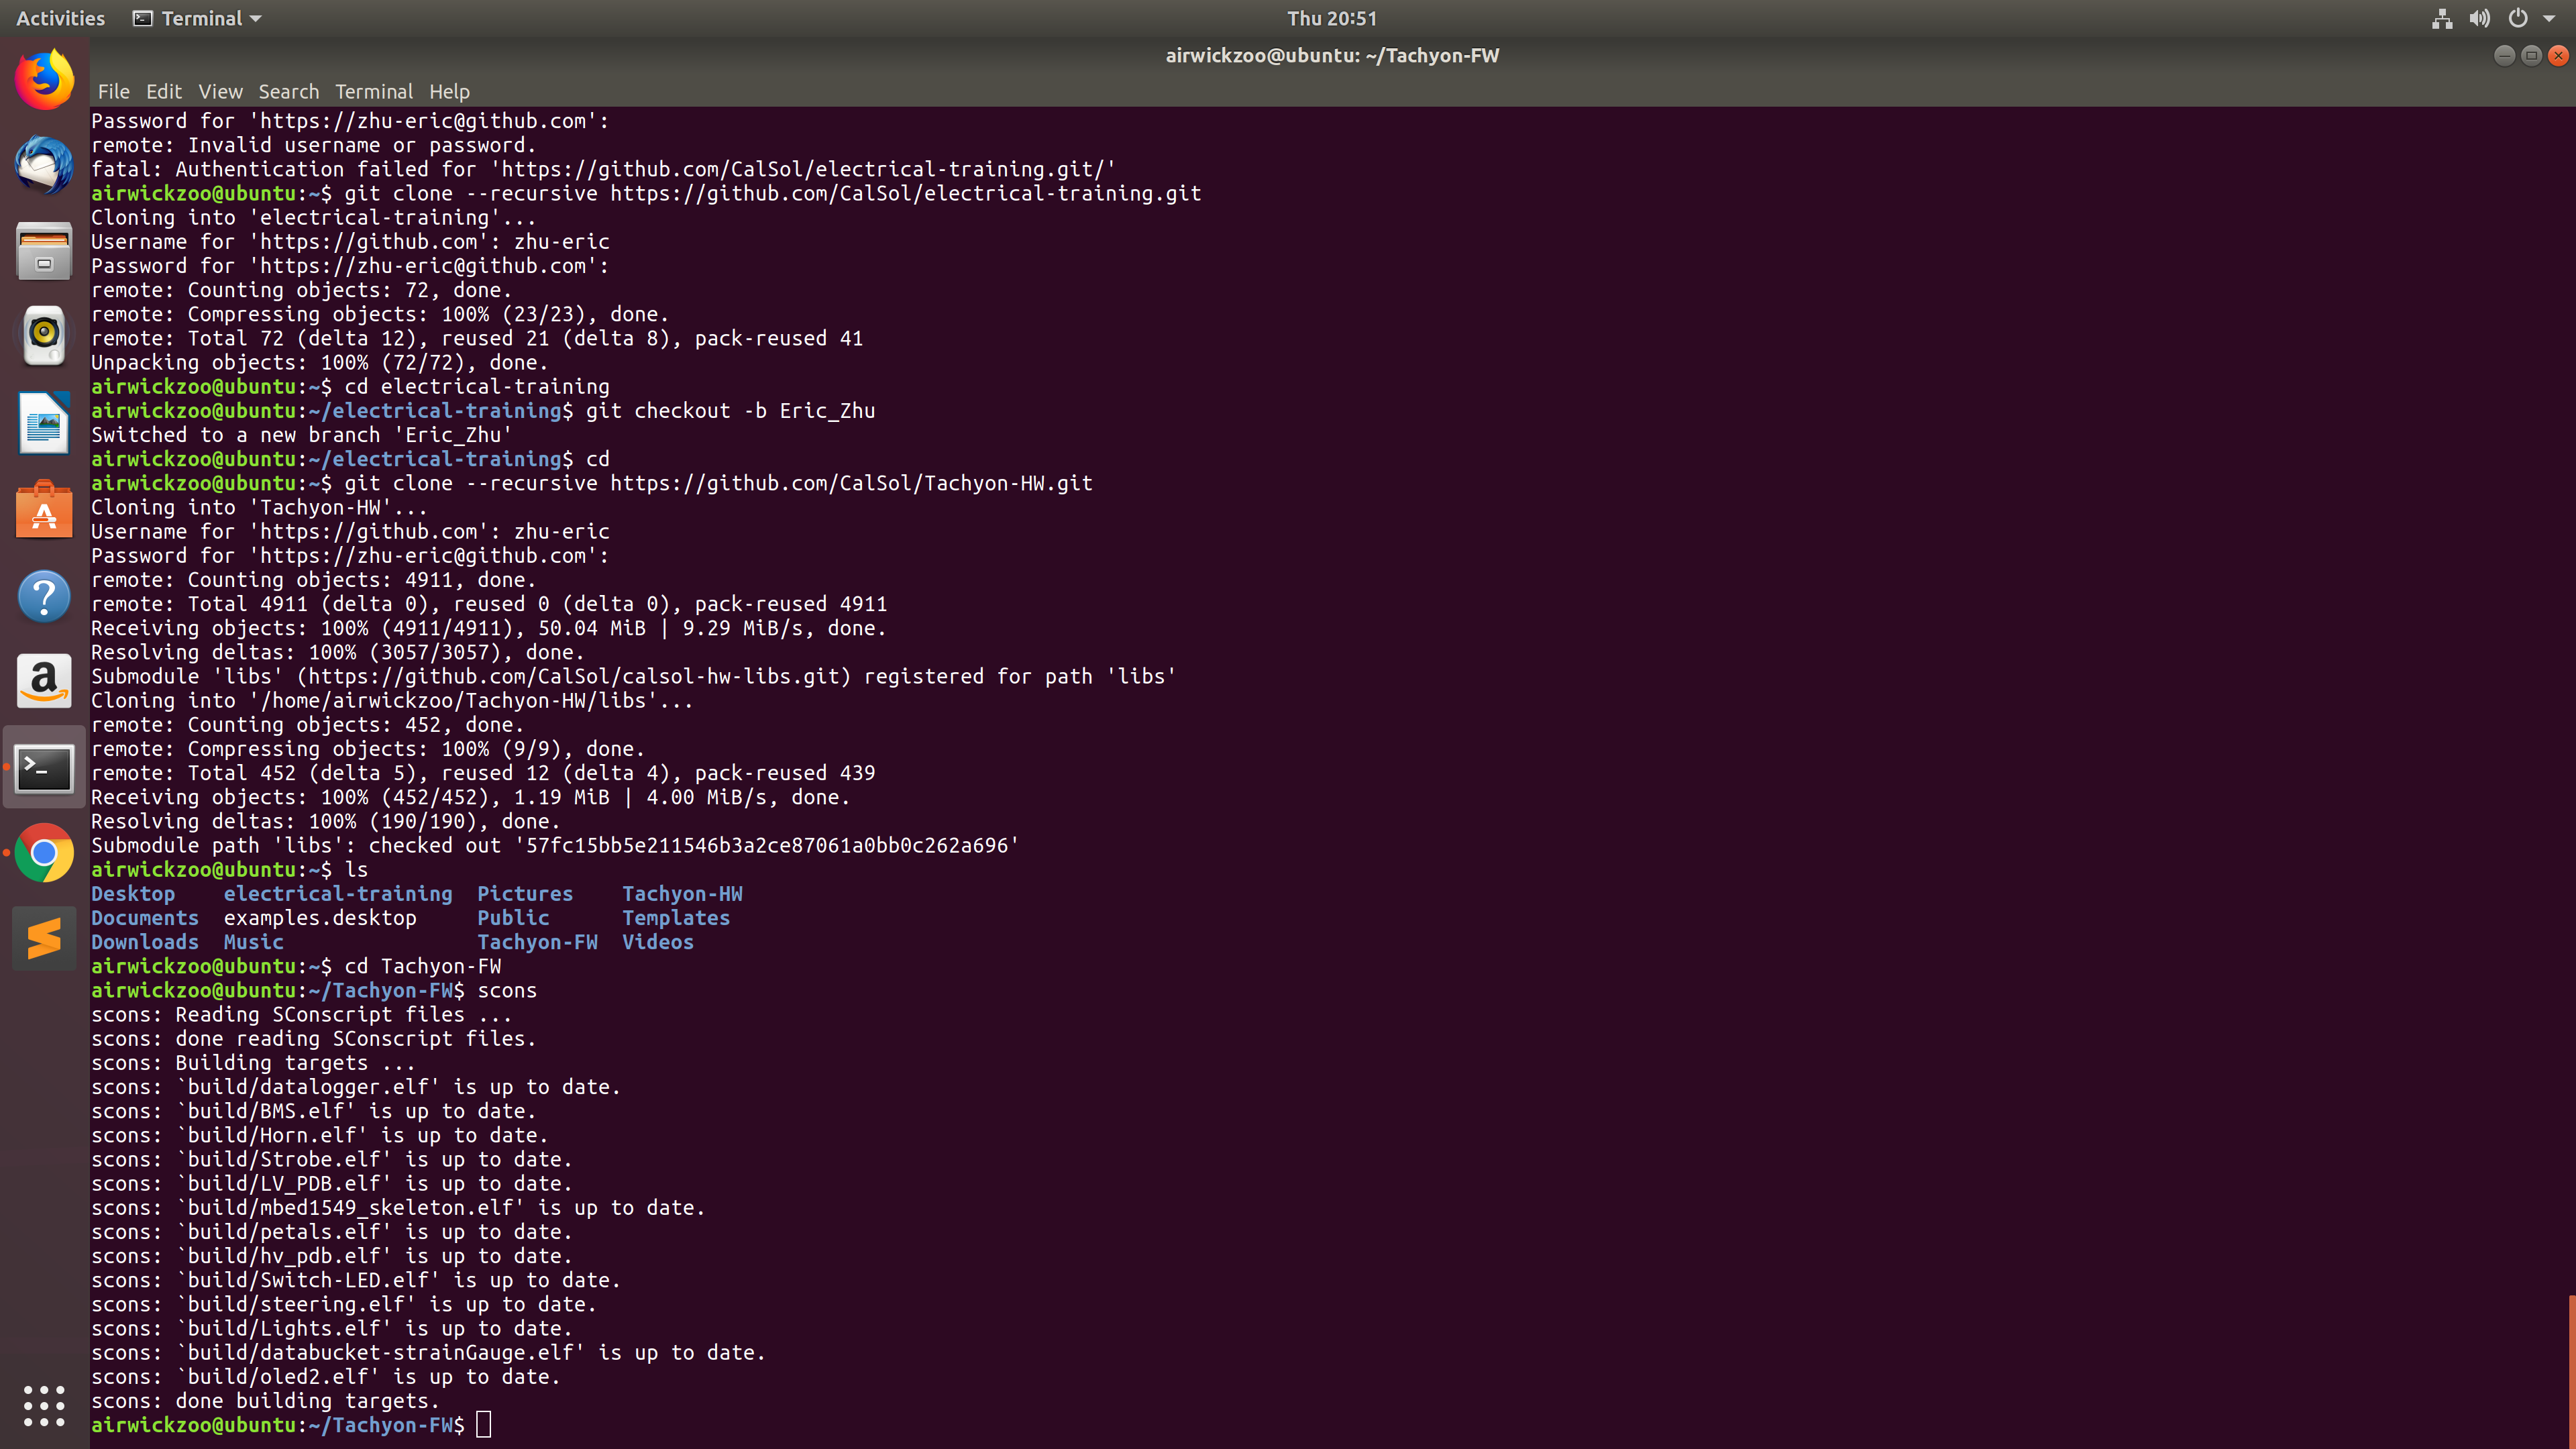 Activities Terminal Thu 20:51
airwickzoo@ubuntu: ~/Tachyon-FW
File Edit View Search Terminal Help
Password for 'https://zhu-eric@github.com':
remote: Invalid username or password.
fatal: Authentication failed for 'https://github.com/CalSol/electrical-training.git/'
airwickzoo@ubuntu:~$ git clone --recursive https://github.com/CalSol/electrical-training.git
Cloning into 'electrical-training'...
Username for 'https://github.com': zhu-eric
Password for 'https://zhu-eric@github.com':
remote: Counting objects: 72, done.
remote: Compressing objects: 100% (23/23), done.
remote: Total 72 (delta 12), reused 21 (delta 8), pack-reused 41
Unpacking objects: 100% (72/72), done.
airwickzoo@ubuntu:~$ cd electrical-training
airwickzoo@ubuntu:~/electrical-training$ git checkout -b Eric_Zhu
Switched to a new branch 'Eric_Zhu'
airwickzoo@ubuntu:~/electrical-training$ cd
airwickzoo@ubuntu:~$ git clone --recursive https://github.com/CalSol/Tachyon-HW.git
Cloning into 'Tachyon-HW'...
Username for 'https://github.com': zhu-eric
Password for 'https://zhu-eric@github.com':
remote: Counting objects: 4911, done.
remote: Total 4911 (delta 0), reused 0 (delta 0), pack-reused 4911
Receiving objects: 100% (4911/4911), 50.04 MiB | 9.29 MiB/s, done.
Resolving deltas: 100% (3057/3057), done.
Submodule 'libs' (https://github.com/CalSol/calsol-hw-libs.git) registered for path 'libs'
Cloning into '/home/airwickzoo/Tachyon-HW/libs'...
remote: Counting objects: 452, done.
remote: Compressing objects: 100% (9/9), done.
remote: Total 452 (delta 5), reused 12 (delta 4), pack-reused 439
Receiving objects: 100% (452/452), 1.19 MiB | 4.00 MiB/s, done.
Resolving deltas: 100% (190/190), done.
Submodule path 'libs': checked out '57fc15bb5e211546b3a2ce87061a0bb0c262a696'
airwickzoo@ubuntu:~$ ls
Desktop electrical-training Pictures Tachyon-HW
Documents examples.desktop Public Templates
Downloads Music Tachyon-FW Videos
airwickzoo@ubuntu:~$ cd Tachyon-FW
airwickzoo@ubuntu:~/Tachyon-FW$ scons
scons: Reading SConscript files ...
scons: done reading SConscript files.
scons: Building targets ...
scons: `build/datalogger.elf' is up to date.
scons: `build/BMS.elf' is up to date.
scons: `build/Horn.elf' is up to date.
scons: `build/Strobe.elf' is up to date.
scons: `build/LV_PDB.elf' is up to date.
scons: `build/mbed1549_skeleton.elf' is up to date.
scons: `build/petals.elf' is up to date.
scons: `build/hv_pdb.elf' is up to date.
scons: `build/Switch-LED.elf' is up to date.
scons: `build/steering.elf' is up to date.
scons: `build/Lights.elf' is up to date.
scons: `build/databucket-strainGauge.elf' is up to date.
scons: `build/oled2.elf' is up to date.
scons: done building targets.
airwickzoo@ubuntu:~/Tachyon-FW$